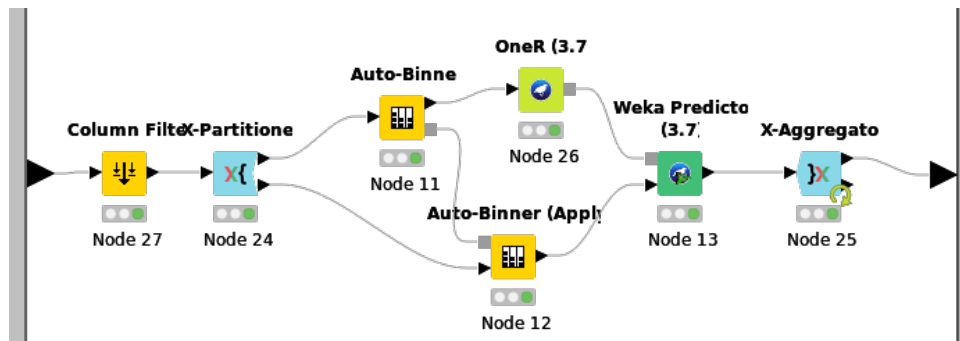 OneR (3.7
Auto-Binne
Weka Predicto
(3.7)
Column Filte
X-Partitione
X-Aggregato
Node 26
Node 11
Auto-Binner (Apply
Node 27
Node 24
Node 13
Node 25
Node 12